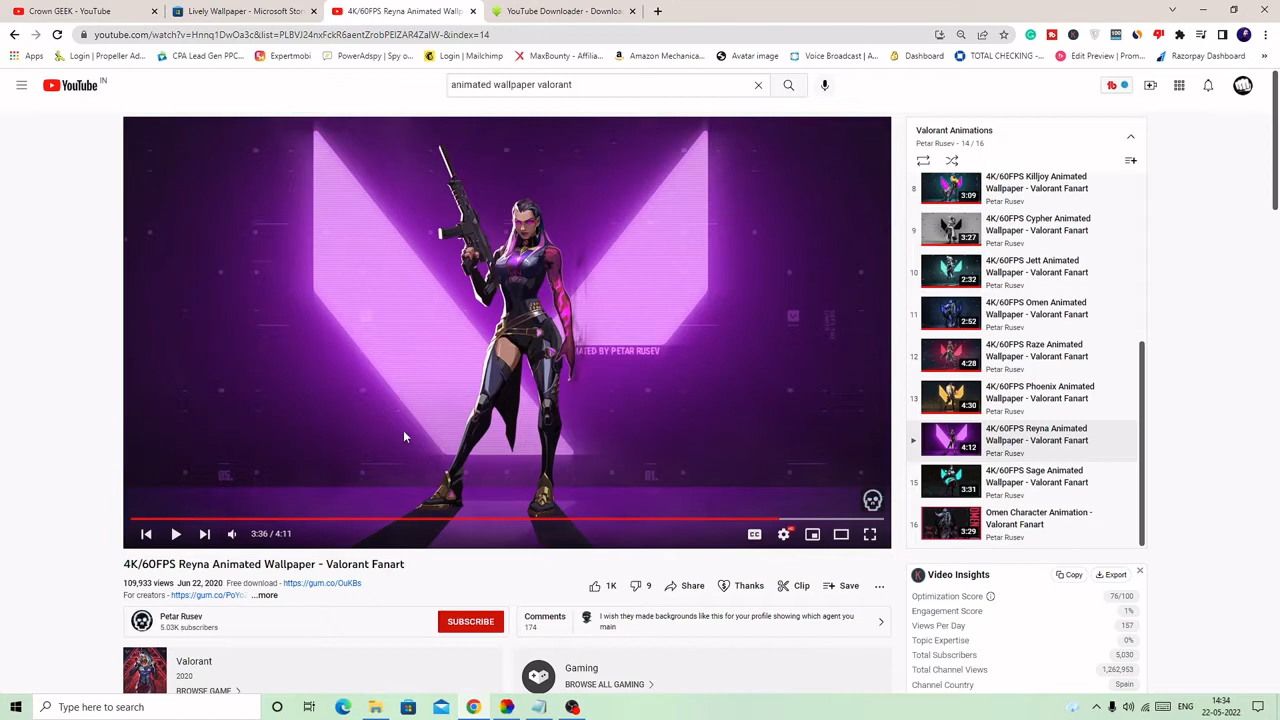 Crown GEEK - YouTube
Lively Wallpaper - Microsoft Store
4K/60FPS Reyna Animated Wallpa
YouTube Downloader - Downloa
youtube.com/watch?v=Hnnq1DwOa3c&list=PLBVJ24nxFckR6aentZrobPElZAR4ZaIW-&index=14
Apps
Login : Propeller Ad...
CPA Lead GPC Me...
Expertmobi
PowerAdspy | Spy...
Login | Mailchimp
MaxBounty - Affilia...
Amazon Mechanica...
Avatar image
Voice Broadcast | A...
Dashboard
TOTAL CHECKING -...
Edit Preview | Prom...
Razorpay Dashboard
YouTube IN
animated wallpaper valorant
ATED BY PETAR RUSEV
3:36 / 4:11
Valorant Animations
Petar Rusev - 14 / 16
8
3:09
4K/60FPS Killjoy Animated
Wallpaper - Valorant Fanart
Petar Rusev
9
3:27
4K/60FPS Cypher Animated
Wallpaper - Valorant Fanart
Petar Rusev
10
2:32
4K/60FPS Jett Animated
Wallpaper - Valorant Fanart
Petar Rusev
11
2:52
4K/60FPS Omen Animated
Wallpaper - Valorant Fanart
Petar Rusev
12
4:28
4K/60FPS Raze Animated
Wallpaper - Valorant Fanart
Petar Rusev
13
4:30
4K/60FPS Phoenix Animated
Wallpaper - Valorant Fanart
Petar Rusev
4:12
4K/60FPS Reyna Animated
Wallpaper - Valorant Fanart
Petar Rusev
15
3:31
4K/60FPS Sage Animated
Wallpaper - Valorant Fanart
Petar Rusev
16
3:29
Omen Character Animation -
Valorant Fanart
Petar Rusev
4K/60FPS Reyna Animated Wallpaper - Valorant Fanart
109,933 views Jun 22, 2020 Free download - https://gum.co/OuKBs
For creators - https://gum.co/PoYc ...more
1K
9
Share
Thanks
Clip
Save
Petar Rusev
5.03K subscribers
SUBSCRIBE
Comments
174
I wish they made backgrounds like this for your profile showing which agent you
main
Valorant
2020
BROWSE GAME
Gaming
BROWSE ALL GAMING
Video Insights
Copy
Export
Optimization Score 76/100
Engagement Score 1%
Views Per Day 157
Topic Expertise 0%
Total Subscribers 5,030
Total Channel Views 1,262,953
Channel Country Spain
Type here to search
14:34
22-05-2022